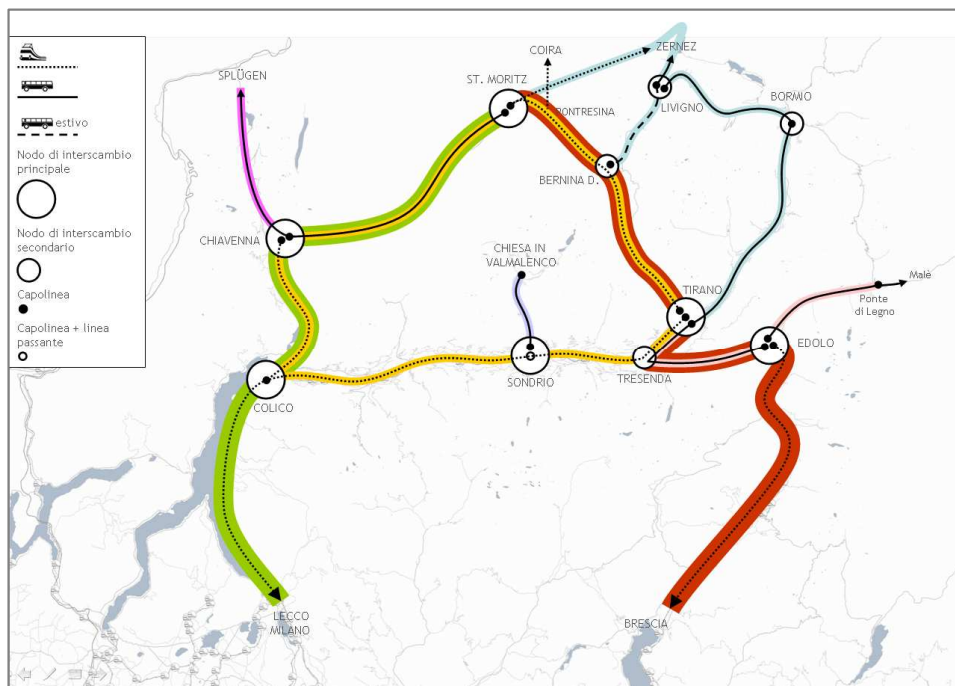 estivo
Nodo di interscambio
principale
Nodo di interscambio
secondario
Capolinea
Capolinea + linea
passante
COIRA
ZERNEZ
SPLÜGEN
ST. MORITZ
LIVIGNO
BORMIO
PONTRESINA
BERNINA D.
CHIAVENNA
CHIESA IN
VALMALENCO
TIRANO
Malè
Ponte
di Legno
EDOLO
SONDRIO
TRESENDA
COLICO
LECCO
MILANO
BRESCIA